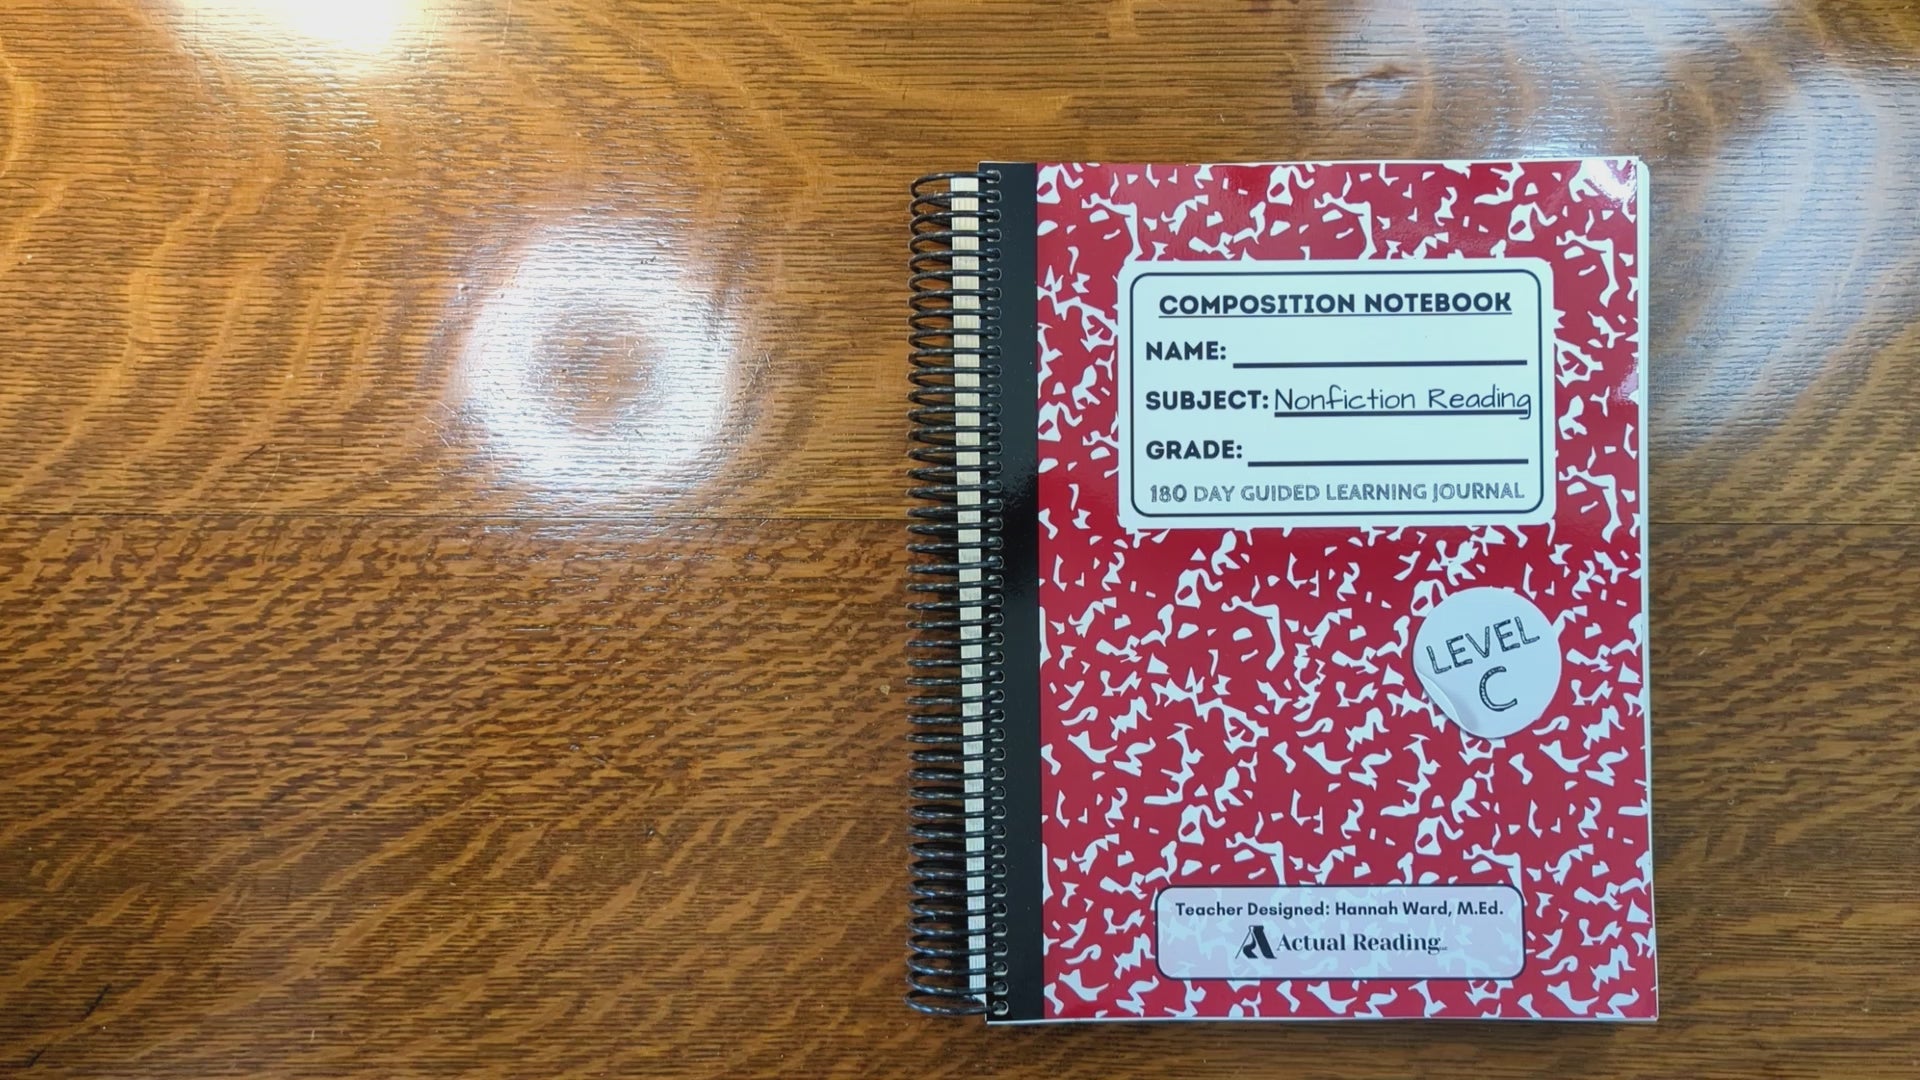 COMPOSITION NOTEBOOK
NAME:
SUBJECT: Nonfiction Reading
GRADE:
180 DAY GUIDED LEARNING JOURNAL
LEVEL
C
Teacher Designed: Hannah Ward, M.Ed.
Actual Reading